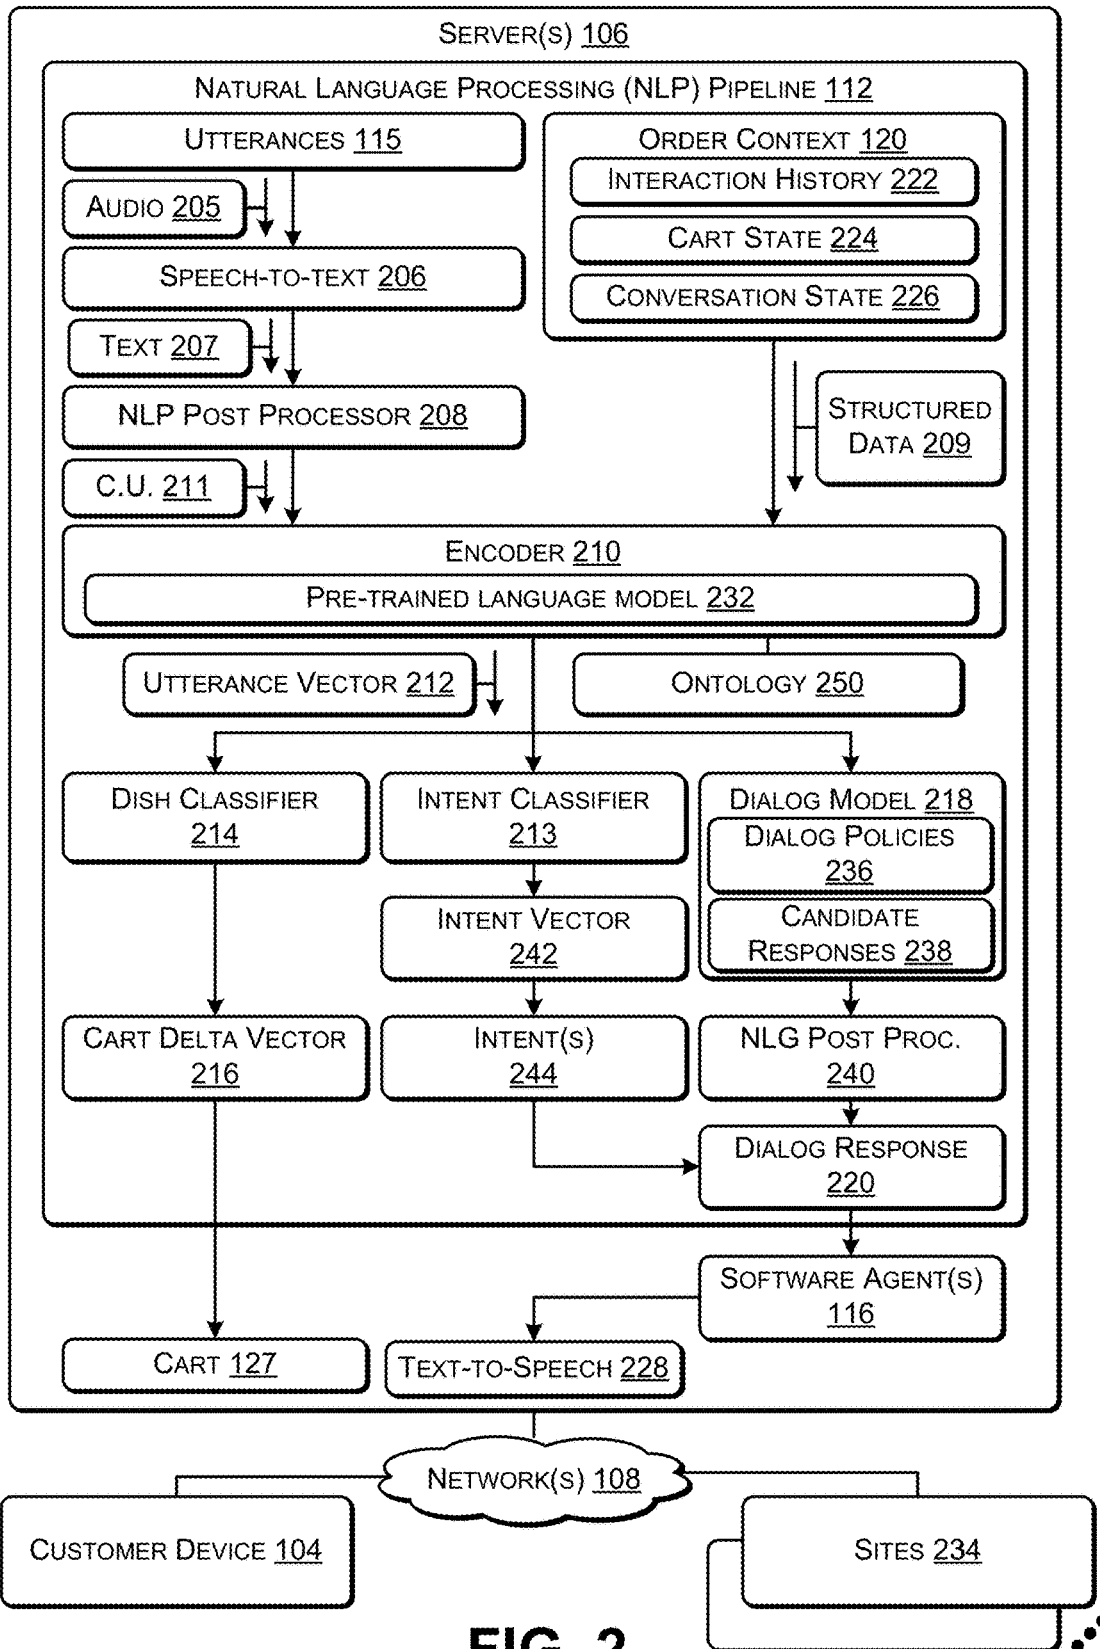 SERVER(S) 106
NATURAL LANGUAGE PROCESSING (NLP) PIPELINE 112
UTTERANCES 115
AUDIO 205
SPEECH-TO-TEXT 206
TEXT 207
NLP POST PROCESSOR 208
C.U. 211
ORDER CONTEXT 120
INTERACTION HISTORY 222
CART STATE 224
CONVERSATION STATE 226
STRUCTURED
DATA 209
ENCODER 210
PRE-TRAINED LANGUAGE MODEL 232
UTTERANCE VECTOR 212
ONTOLOGY 250
DISH CLASSIFIER
214
INTENT CLASSIFIER
213
DIALOG MODEL 218
DIALOG POLICIES
236
CANDIDATE
RESPONSES 238
INTENT VECTOR
242
CART DELTA VECTOR
216
INTENT(S)
244
NLG POST PROC.
240
DIALOG RESPONSE
220
SOFTWARE AGENT(S)
116
CART 127
TEXT-TO-SPEECH 228
NETWORK(S) 108
CUSTOMER DEVICE 104
SITES 234
FIG. 2